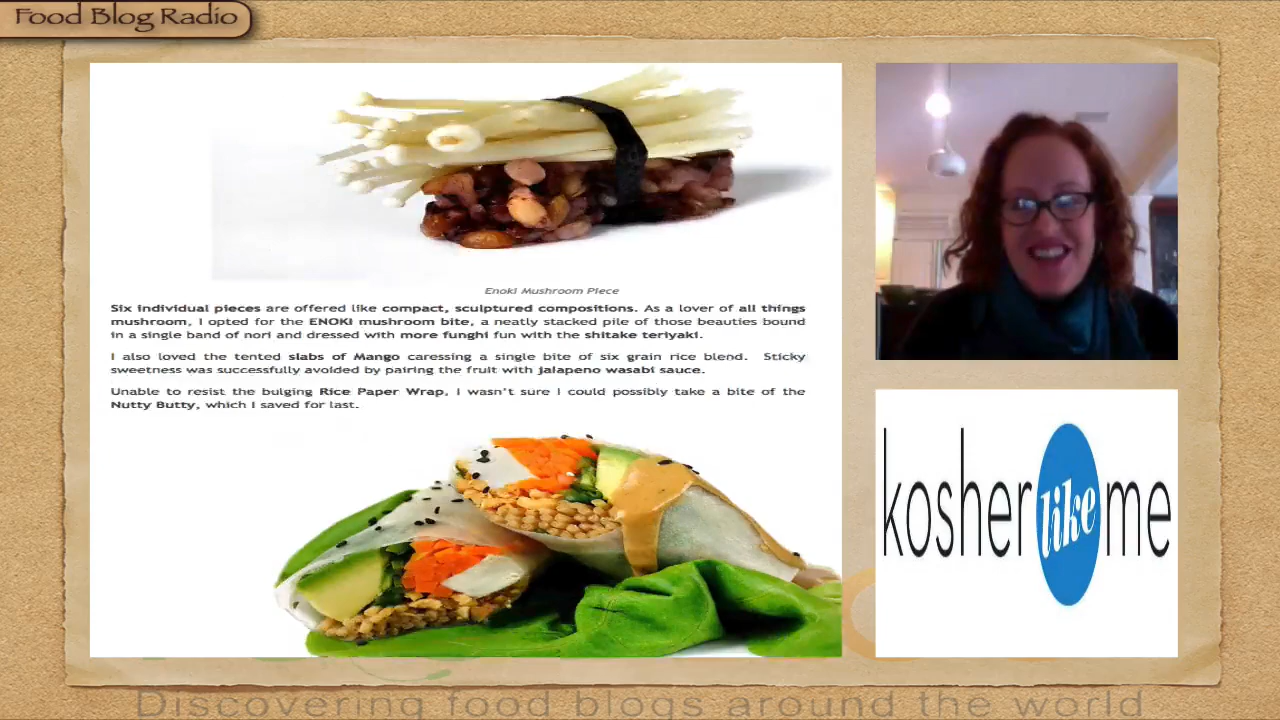 Food Blog Radio
Enoki Mushroom Piece
Six individual pieces are offered like compact, sculptured compositions. As a lover of all things
mushroom, I opted for the ENOKI mushroom bite, a neatly stacked pile of those beauties bound
in a single band of nori and dressed with more funghi fun with the shitake teriyaki.
I also loved the tented slabs of Mango caressing a single bite of six grain rice blend. Sticky
sweetness was successfully avoided by pairing the fruit with jalapeno wasabi sauce.
Unable to resist the bulging Rice Paper Wrap, I wasn't sure I could possibly take a bite of the
Nutty Butty, which I saved for last.
kosher like me
Discovering food blogs around the world